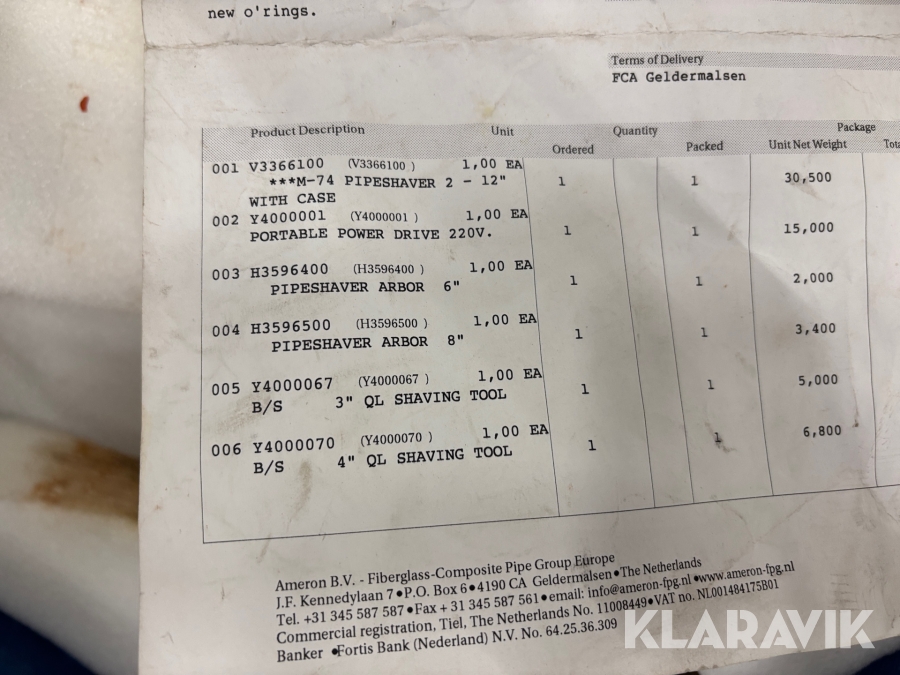 new o'rings.
Terms of Delivery
FCA Geldermalsen
Product Description Unit Quantity Package
Ordered Packed Unit Net Weight
001 V3366100 (V3366100 ) 1,00 EA
***M-74 PIPESHAVER 2 - 12" 1 1 30,500
WITH CASE
002 Y4000001 (Y4000001 ) 1,00 EA
PORTABLE POWER DRIVE 220V. 1 1 15,000
003 H3596400 (H3596400 ) 1,00 EA
PIPESHAVER ARBOR 6" 1 1 2,000
004 H3596500 (H3596500 ) 1,00 EA
PIPESHAVER ARBOR 8" 1 1 3,400
005 Y4000067 (Y4000067 ) 1,00 EA
B/S 3" QL SHAVING TOOL 1 1 5,000
006 Y4000070 (Y4000070 ) 1,00 EA
B/S 4" QL SHAVING TOOL 1 1 6,800
Ameron B.V. - Fiberglass-Composite Pipe Group Europe
J.F. Kennedylaan 7•P.O. Box 6•4190 CA Geldermalsen•The Netherlands
Tel. +31 345 587 587•Fax + 31 345 587 561•email: info@ameron-fpg.nl •www.ameron-fpg.nl
Commercial registration, Tiel, The Netherlands No. 11008449•VAT no. NL001484175B01
Banker •Fortis Bank (Nederland) N.V. No. 64.25.36.309
KLARAVIK